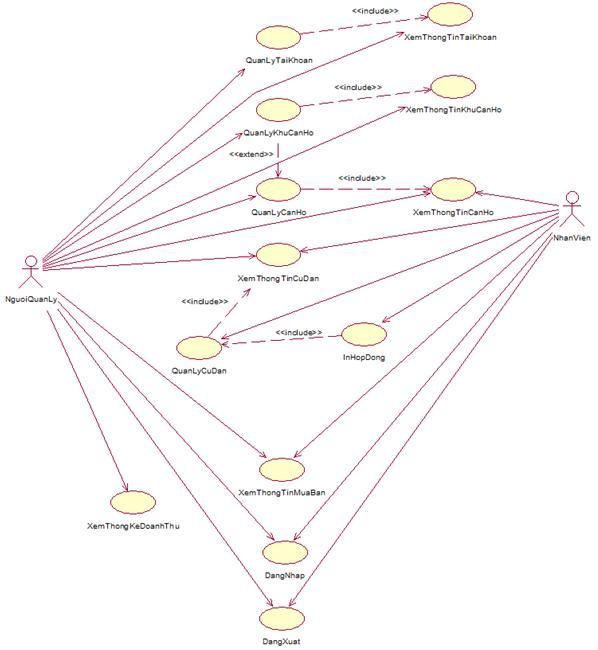 <<include>>
XemThongTinTaiKhoan
QuanLyTaiKhoan
<<include>>
XemThongTinKhuCanHo
QuanLyKhuCanHo
<<extend>>
<<include>>
QuanLyCanHo
XemThongTinCanHo
NhanVien
XemThongTinCuDan
NguoiQuanLy
<<include>>
<<include>>
QuanLyCuDan
InHopDong
XemThongTinMuaBan
XemThongKeDoanhThu
DangNhap
DangXuat